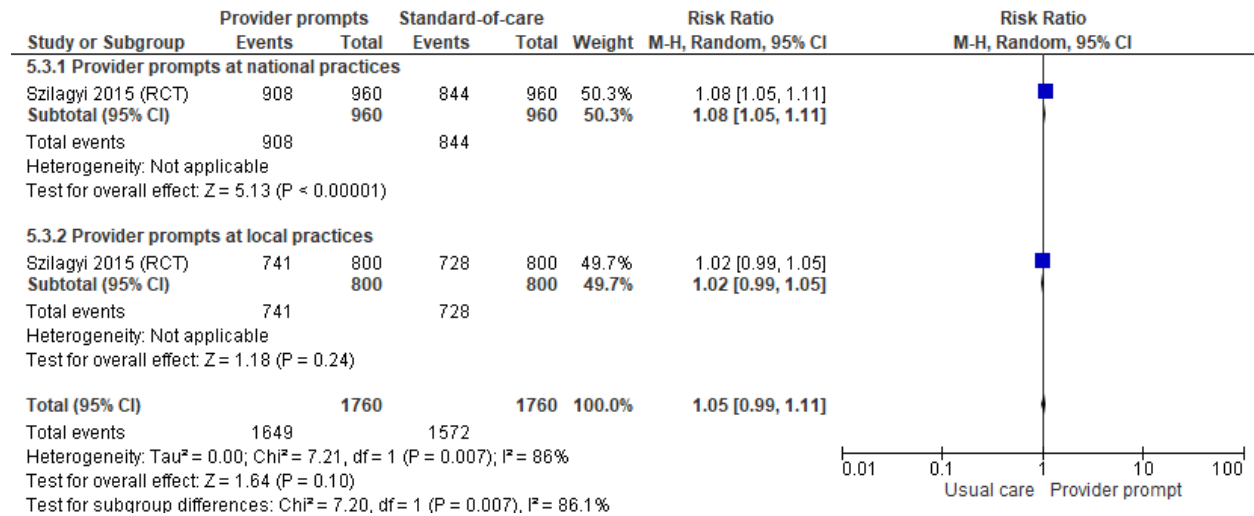 Provider prompts Standard-of-care Risk Ratio Risk Ratio
Study or Subgroup Events Total Events Total Weight M-H, Random, 95% CI M-H, Random, 95% CI
5.3.1 Provider prompts at national practices
Szilagyi 2015 (RCT) 908 960 844 960 50.3% 1.08 [1.05, 1.11]
Subtotal (95% CI) 960 960 50.3% 1.08 [1.05, 1.11]
Total events 908 844
Heterogeneity: Not applicable
Test for overall effect: Z = 5.13 (P < 0.00001)
5.3.2 Provider prompts at local practices
Szilagyi 2015 (RCT) 741 800 728 800 49.7% 1.02 [0.99, 1.05]
Subtotal (95% CI) 800 800 49.7% 1.02 [0.99, 1.05]
Total events 741 728
Heterogeneity: Not applicable
Test for overall effect: Z = 1.18 (P = 0.24)
Total (95% CI) 1760 1760 100.0% 1.05 [0.99, 1.11]
Total events 1649 1572
Heterogeneity: Tau² = 0.00; Chi² = 7.21, df = 1 (P = 0.007); I² = 86%
Test for overall effect: Z = 1.64 (P = 0.10)
Test for subgroup differences: Chi² = 7.20, df = 1 (P = 0.007), I² = 86.1%
0.01 0.1 1 10 100
Usual care Provider prompt